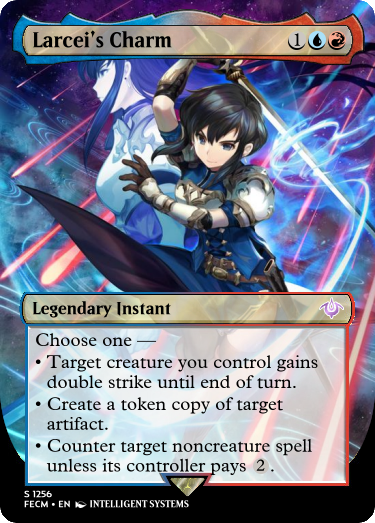 Larcei's Charm 1
Legendary Instant
Choose one —
• Target creature you control gains
double strike until end of turn.
• Create a token copy of target
artifact.
• Counter target noncreature spell
unless its controller pays 2 .
S 1256
FECM • EN INTELLIGENT SYSTEMS